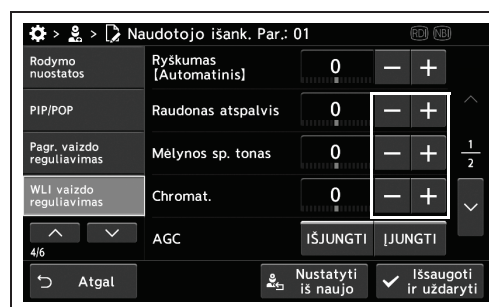 > > Naudotojo išank. Par.: 01 RDI NBI
Rodymo
nuostatos
PIP/POP
Pagr. vaizdo
reguliavimas
WLI vaizdo
reguliavimas
4/6
Ryškumas
[Automatinis] 0 − +
Raudonas atspalvis 0 − +
Mėlynos sp. tonas 0 − +
Chromat. 0 − +
AGC IŠJUNGTI ĮJUNGTI
1
2
Atgal
Nustatyti
iš naujo
Išsaugoti
ir uždaryti